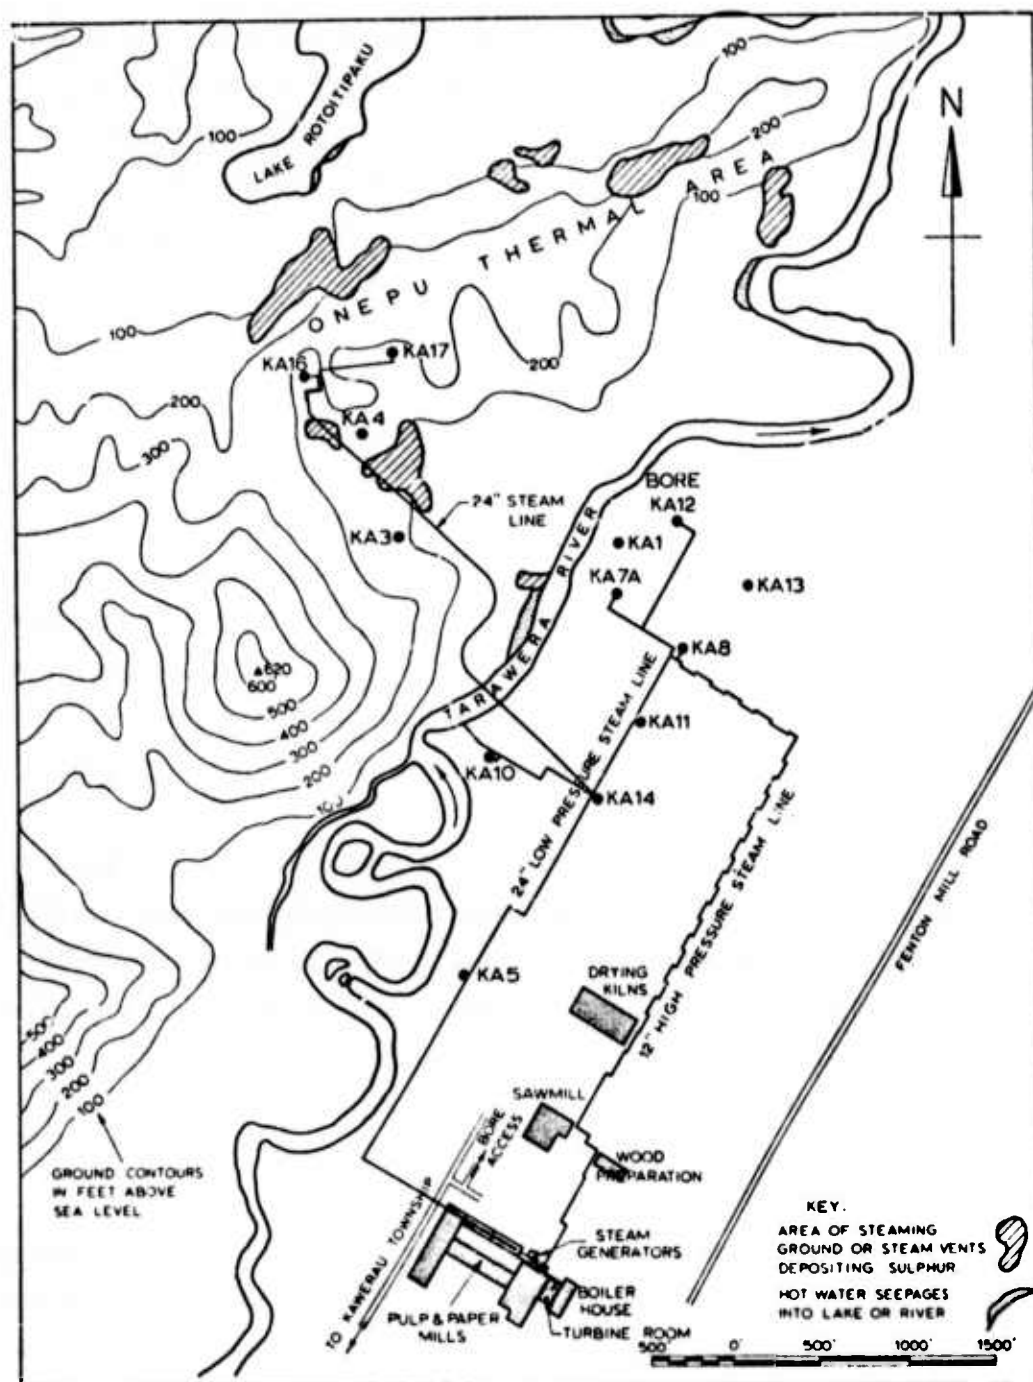 LAKE ROTOITIPAKU
100
100
200
100
ONEPU THERMAL AREA
N
100
200
KA16
KA17
200
KA4
300
24" STEAM
LINE
KA3
BORE
KA12
KA1
KA7A
KA13
TARAWERA RIVER
KA8
620
600
500
400
300
200
100
KA11
KA10
KA14
24" LOW PRESSURE STEAM LINE
12" HIGH PRESSURE STEAM LINE
FENTON MILL ROAD
KA5
DRYING
KILNS
500
400
300
200
100
SAWMILL
BORE
ACCESS
WOOD
PREPARATION
GROUND CONTOURS
IN FEET ABOVE
SEA LEVEL
TO KAWERAU TOWNSHIP
STEAM
GENERATORS
BOILER
HOUSE
PULP & PAPER
MILLS
TURBINE ROOM
KEY.
AREA OF STEAMING
GROUND OR STEAM VENTS
DEPOSITING SULPHUR
HOT WATER SEEPAGES
INTO LAKE OR RIVER
500' 0' 500' 1000' 1500'